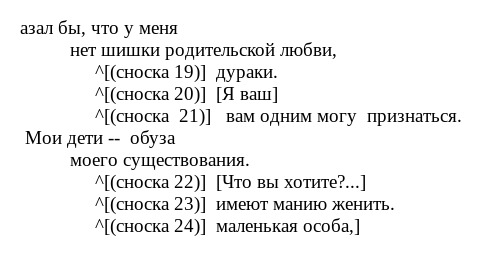 азал бы, что у меня
нет шишки родительской любви,
^[(сноска 19)] дураки.
^[(сноска 20)] [Я ваш]
^[(сноска 21)] вам одним могу признаться.
Мои дети -- обуза
моего существования.
^[(сноска 22)] [Что вы хотите?...]
^[(сноска 23)] имеют манию женить.
^[(сноска 24)] маленькая особа,]